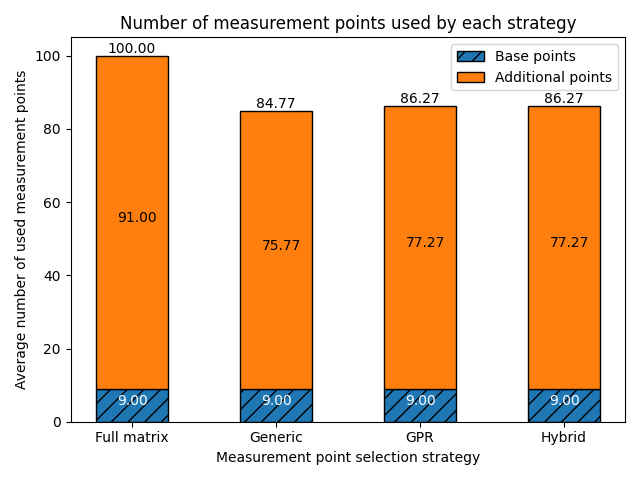 Number of measurement points used by each strategy
Average number of used measurement points
100
80
60
40
20
0
Base points
Additional points
100.00
84.77
86.27
86.27
91.00
75.77
77.27
77.27
9.00
9.00
9.00
9.00
Full matrix
Generic
GPR
Hybrid
Measurement point selection strategy